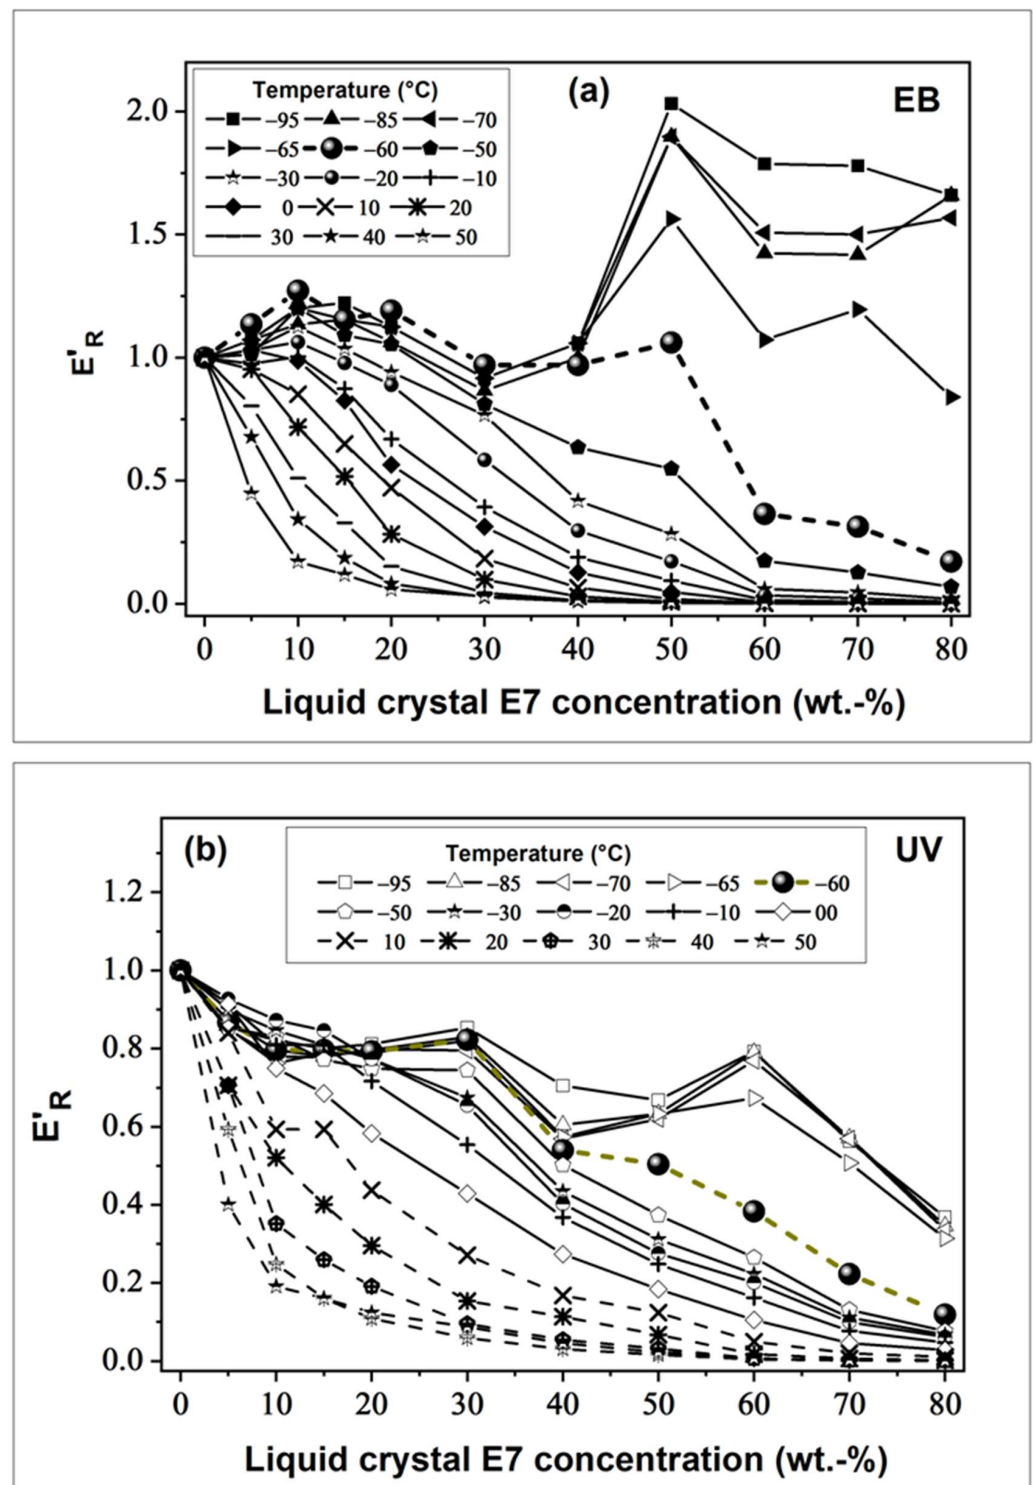 (a) EB
Temperature (°C)
–95 –85 –70
–65 –60 –50
–30 –20 –10
0 10 20
30 40 50
2.0
1.5
1.0
0.5
0.0
E'R
0 10 20 30 40 50 60 70 80
Liquid crystal E7 concentration (wt.-%)
(b) UV
Temperature (°C)
–95 –85 –70 –65 –60
–50 –30 –20 –10 00
10 20 30 40 50
1.2
1.0
0.8
0.6
0.4
0.2
0.0
E'R
0 10 20 30 40 50 60 70 80
Liquid crystal E7 concentration (wt.-%)